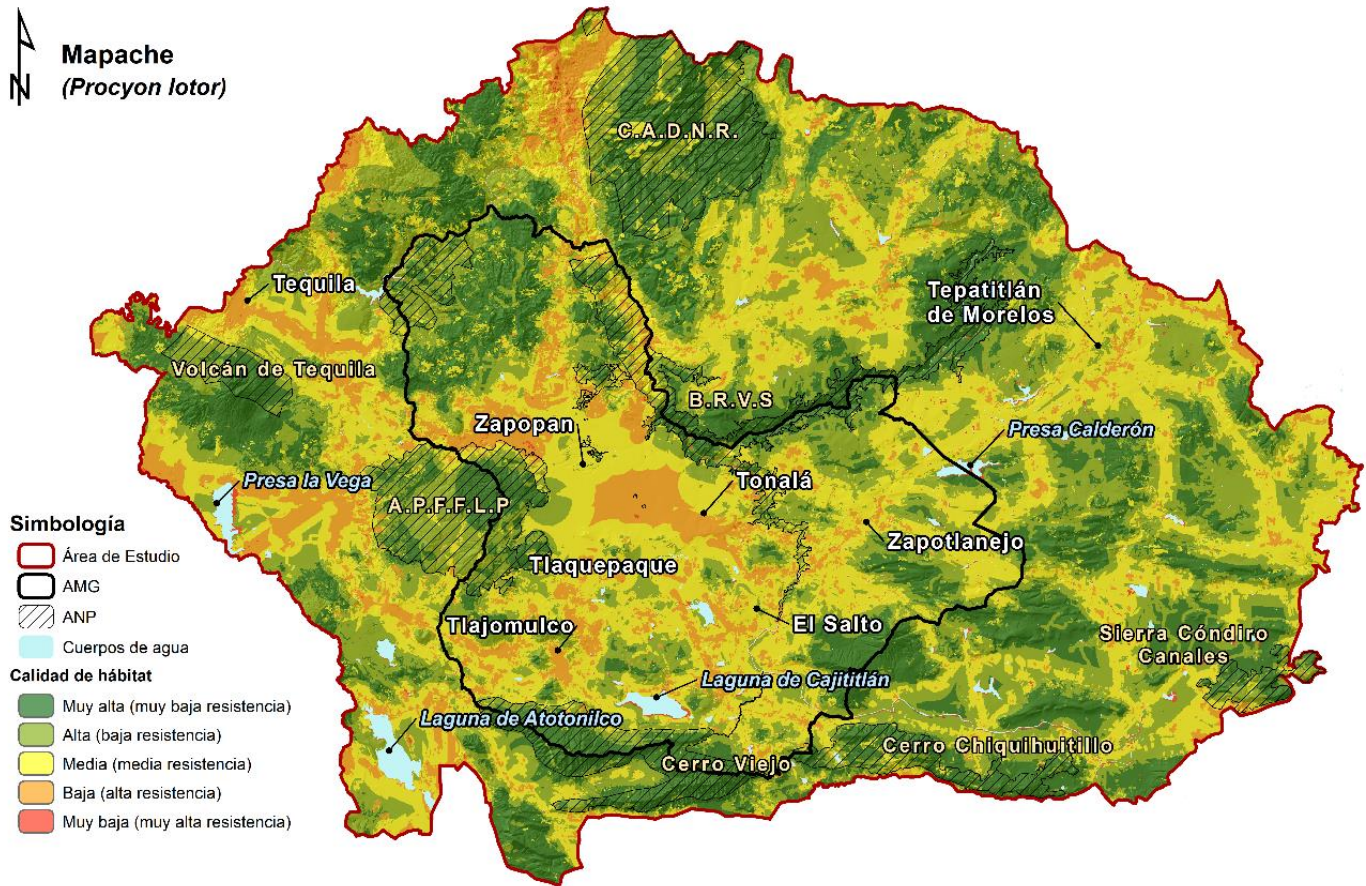 N
Mapache
(Procyon lotor)
C.A.D.N.R.
Tequila
Tepatitlán
de Morelos
Volcán de Tequila
B.R.V.S
Zapopan
Presa Calderón
Presa la Vega
A.P.F.F.L.P
Tonalá
Zapotlanejo
Tlaquepaque
Tlajomulco
El Salto
Sierra Cóndiro
Canales
Laguna de Cajititlán
Laguna de Atotonilco
Cerro Chiquihuitillo
Cerro Viejo
Simbología
Área de Estudio
AMG
ANP
Cuerpos de agua
Calidad de hábitat
Muy alta (muy baja resistencia)
Alta (baja resistencia)
Media (media resistencia)
Baja (alta resistencia)
Muy baja (muy alta resistencia)